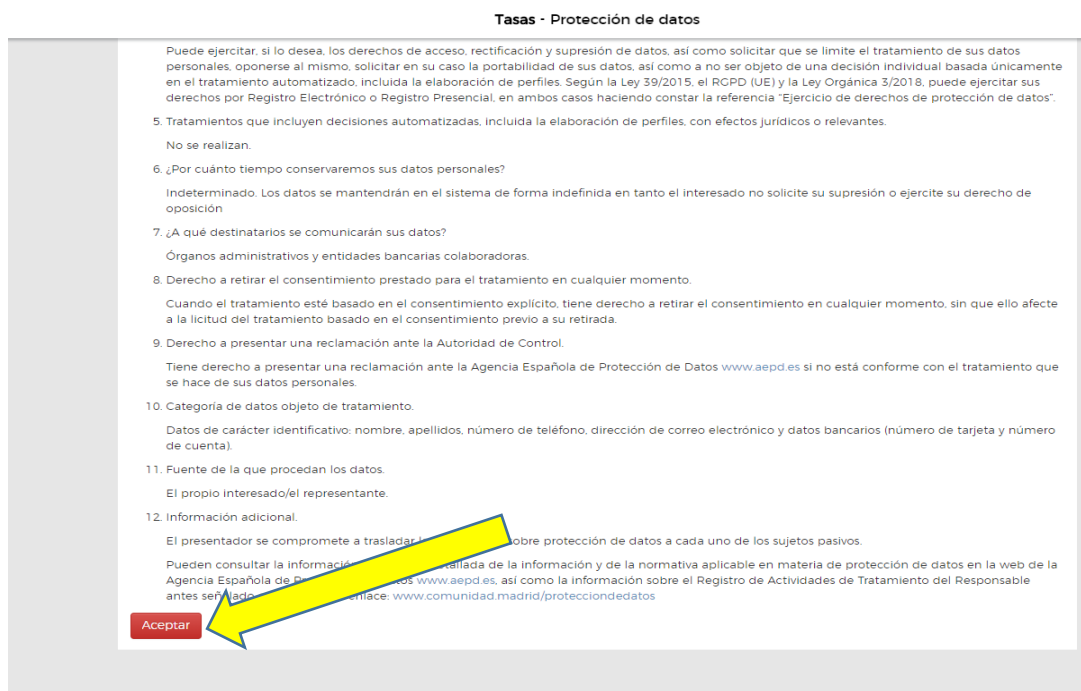 Tasas - Protección de datos
Puede ejercitar, si lo desea, los derechos de acceso, rectificación y supresión de datos, así como solicitar que se limite el tratamiento de sus datos
personales, oponerse al mismo, solicitar en su caso la portabilidad de sus datos, así como a no ser objeto de una decisión individual basada únicamente
en el tratamiento automatizado, incluida la elaboración de perfiles. Según la Ley 39/2015, el RGPD (UE) y la Ley Orgánica 3/2018, puede ejercitar sus
derechos por Registro Electrónico o Registro Presencial, en ambos casos haciendo constar la referencia "Ejercicio de derechos de protección de datos".
5. Tratamientos que incluyen decisiones automatizadas, incluida la elaboración de perfiles, con efectos jurídicos o relevantes.
No se realizan.
6. ¿Por cuánto tiempo conservaremos sus datos personales?
Indeterminado. Los datos se mantendrán en el sistema de forma indefinida en tanto el interesado no solicite su supresión o ejercite su derecho de
oposición
7. ¿A qué destinatarios se comunicarán sus datos?
Órganos administrativos y entidades bancarias colaboradoras.
8. Derecho a retirar el consentimiento prestado para el tratamiento en cualquier momento.
Cuando el tratamiento esté basado en el consentimiento explícito, tiene derecho a retirar el consentimiento en cualquier momento, sin que ello afecte
a la licitud del tratamiento basado en el consentimiento previo a su retirada.
9. Derecho a presentar una reclamación ante la Autoridad de Control.
Tiene derecho a presentar una reclamación ante la Agencia Española de Protección de Datos www.aepd.es si no está conforme con el tratamiento que
se hace de sus datos personales.
10. Categoría de datos objeto de tratamiento.
Datos de carácter identificativo: nombre, apellidos, número de teléfono, dirección de correo electrónico y datos bancarios (número de tarjeta y número
de cuenta).
11. Fuente de la que procedan los datos.
El propio interesado/el representante.
12. Información adicional.
El presentador se compromete a trasladar sobre protección de datos a cada uno de los sujetos pasivos.
Pueden consultar la información de la información y de la normativa aplicable en materia de protección de datos en la web de la
Agencia Española de www.aepd.es, así como la información sobre el Registro de Actividades de Tratamiento del Responsable
antes www.comunidad.madrid/protecciondedatos
Aceptar